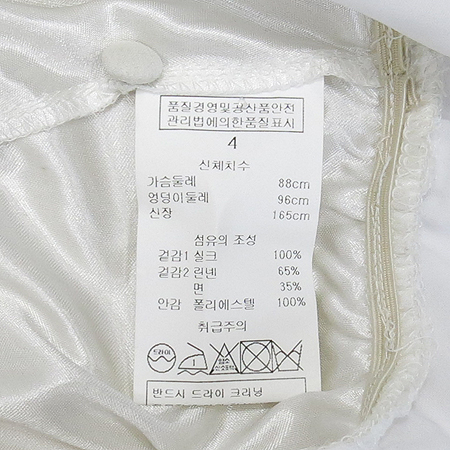 품질경영및공산품안전
관리법에의한품질표시
4
신체치수
가슴둘레 88cm
엉덩이둘레 96cm
신장 165cm
섬유의 조성
겉감1 실크 100%
겉감2 린넨 65%
면 35%
안감 폴리에스텔 100%
취급주의
드라이
반드시 드라이 크리닝